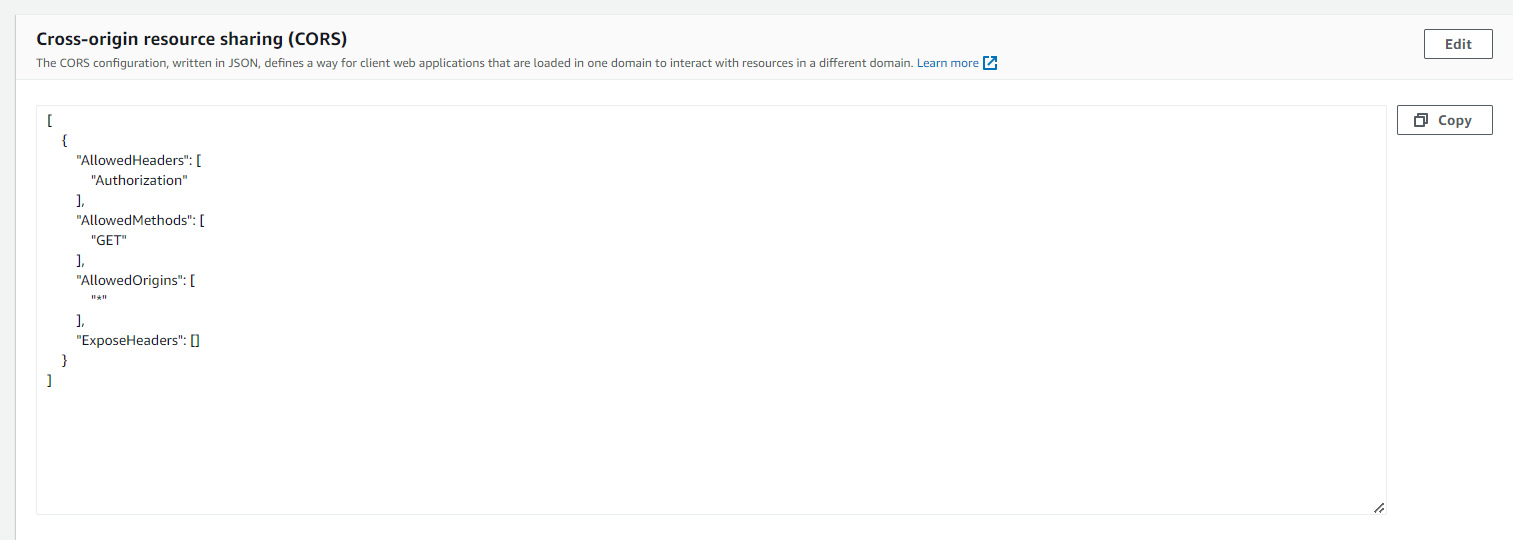 Cross-origin resource sharing (CORS)
Edit
The CORS configuration, written in JSON, defines a way for client web applications that are loaded in one domain to interact with resources in a different domain. Learn more
Copy
[
  {
    "AllowedHeaders": [
      "Authorization"
    ],
    "AllowedMethods": [
      "GET"
    ],
    "AllowedOrigins": [
      "*"
    ],
    "ExposeHeaders": []
  }
]